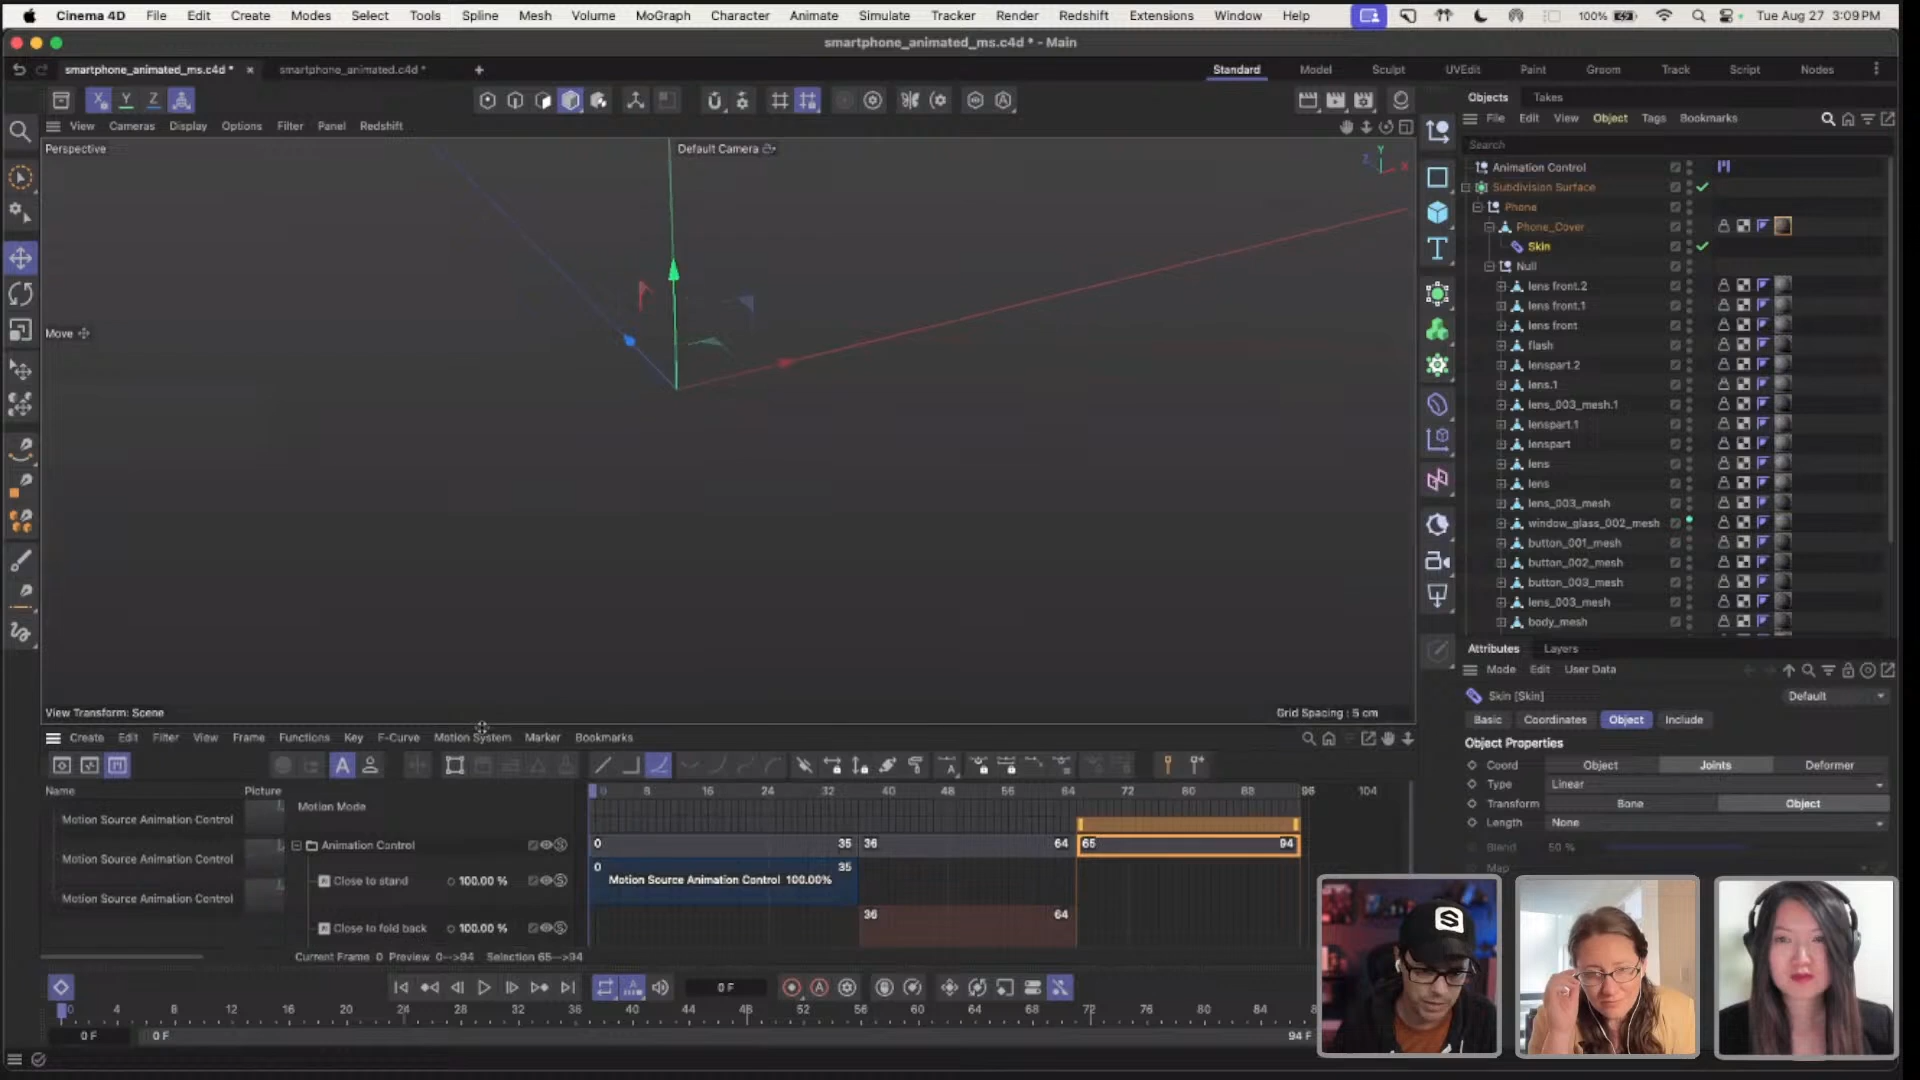 Cinema 4D File Edit Create Modes Select Tools Spline Mesh Volume MoGraph Character Animate Simulate Tracker Render Redshift Extensions Window Help 100% Tue Aug 27 3:09PM
smartphone_animated_ms.c4d * - Main
smartphone_animated_ms.c4d * × smartphone_animated.c4d * + Standard Model Sculpt UVEdit Paint Groom Track Script Nodes
X Y Z
Objects Takes
View Cameras Display Options Filter Panel Redshift
File Edit View Object Tags Bookmarks
Perspective Default Camera
Search
Y
Z X
Animation Control
Subdivision Surface
Phone
Phone_Cover
Skin
Null
lens front.2
lens front.1
Move
lens front
flash
lenspart.2
lens.1
lens_003_mesh.1
lenspart.1
lenspart
lens
lens
lens_003_mesh
window_glass_002_mesh
button_001_mesh
button_002_mesh
button_003_mesh
lens_003_mesh
body_mesh
Attributes Layers
Mode Edit User Data
Skin [Skin] Default
View Transform: Scene Grid Spacing : 5 cm
Basic Coordinates Object Include
Create Edit Filter View Frame Functions Key F-Curve Motion System Marker Bookmarks
Object Properties
Coord Object Joints Deformer
Type Linear
Transform Bone Object
Length None
Blend 50 %
Map
A
Name Picture
0 8 16 24 32 40 48 56 64 72 80 88 96 104
Motion Mode
Motion Source Animation Control
Animation Control
0 35 36 64 65 94
Motion Source Animation Control
0 35
Close to stand 100.00 %
Motion Source Animation Control 100.00%
Motion Source Animation Control
36 64
Close to fold back 100.00 %
Current Frame 0 Preview 0-->94 Selection 65-->94
0 F
0 4 8 12 16 20 24 28 32 36 40 44 48 52 56 60 64 68 72 76 80 84 8
0 F 0 F 94 F
S